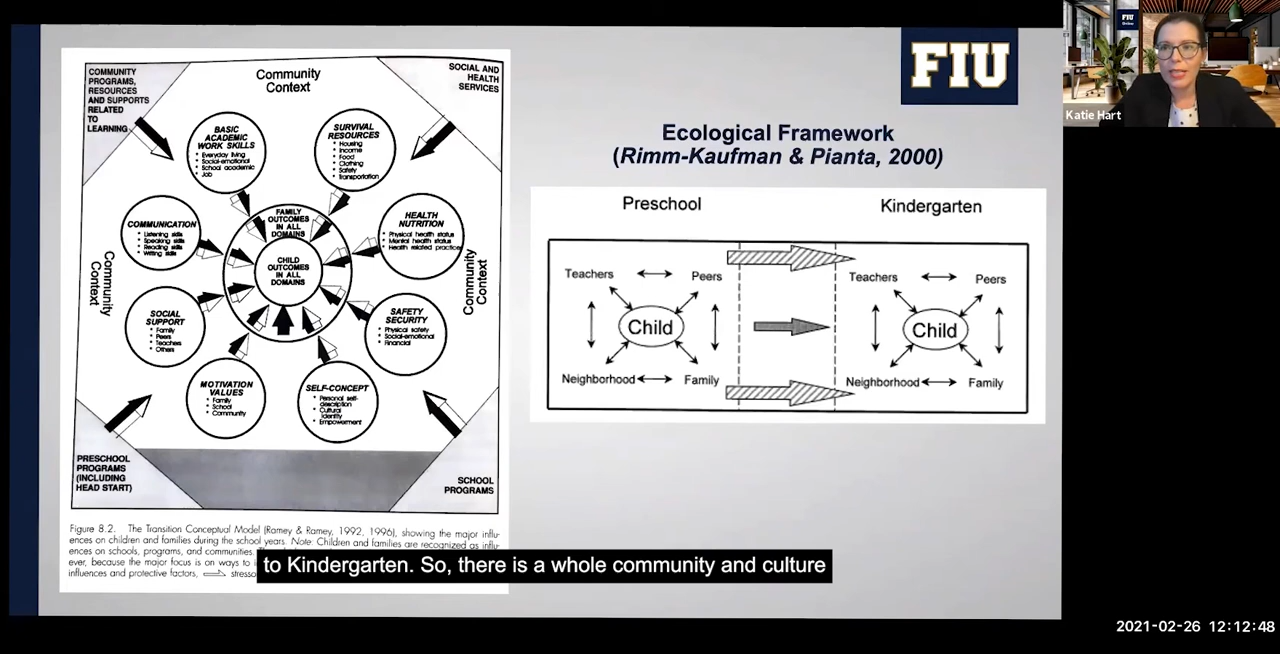 COMMUNITY
PROGRAMS,
RESOURCES
AND SUPPORTS
RELATED
TO
LEARNING
Community
Context
SOCIAL AND
HEALTH
SERVICES
BASIC
ACADEMIC
WORK SKILLS
• Everyday living
• Social-emotional
• School academic
• Job
SURVIVAL
RESOURCES
• Housing
• Income
• Food
• Clothing
• Safety
• Transportation
COMMUNICATION
• Listening skills
• Speaking skills
• Reading skills
• Writing skills
FAMILY
OUTCOMES
IN ALL
DOMAINS
CHILD
OUTCOMES
IN ALL
DOMAINS
HEALTH
NUTRITION
• Physical health status
• Mental health status
• Health related practice
Community
Context
Community
Context
SOCIAL
SUPPORT
• Family
• Peers
• Teachers
• Others
SAFETY
SECURITY
• Physical safety
• Social-emotional
• Financial
MOTIVATION
VALUES
• Family
• School
• Community
SELF-CONCEPT
• Personal self-
description
• Cultural
Identity
• Empowerment
PRESCHOOL
PROGRAMS
(INCLUDING
HEAD START)
SCHOOL
PROGRAMS
Figure 8.2. The Transition Conceptual Model (Ramey & Ramey, 1992, 1996), showing the major influ-
ences on children and families during the school years. Note: Children and families are recognized as influ-
ences on schools, programs, and communities.
ever, because the major focus is on ways to
influences and protective factors,
FIU
Ecological Framework
(Rimm-Kaufman & Pianta, 2000)
Preschool
Kindergarten
Teachers
Peers
Child
Neighborhood
Family
Teachers
Peers
Child
Neighborhood
Family
to Kindergarten. So, there is a whole community and culture
FIU
Online
Katie Hart
2021-02-26 12:12:48